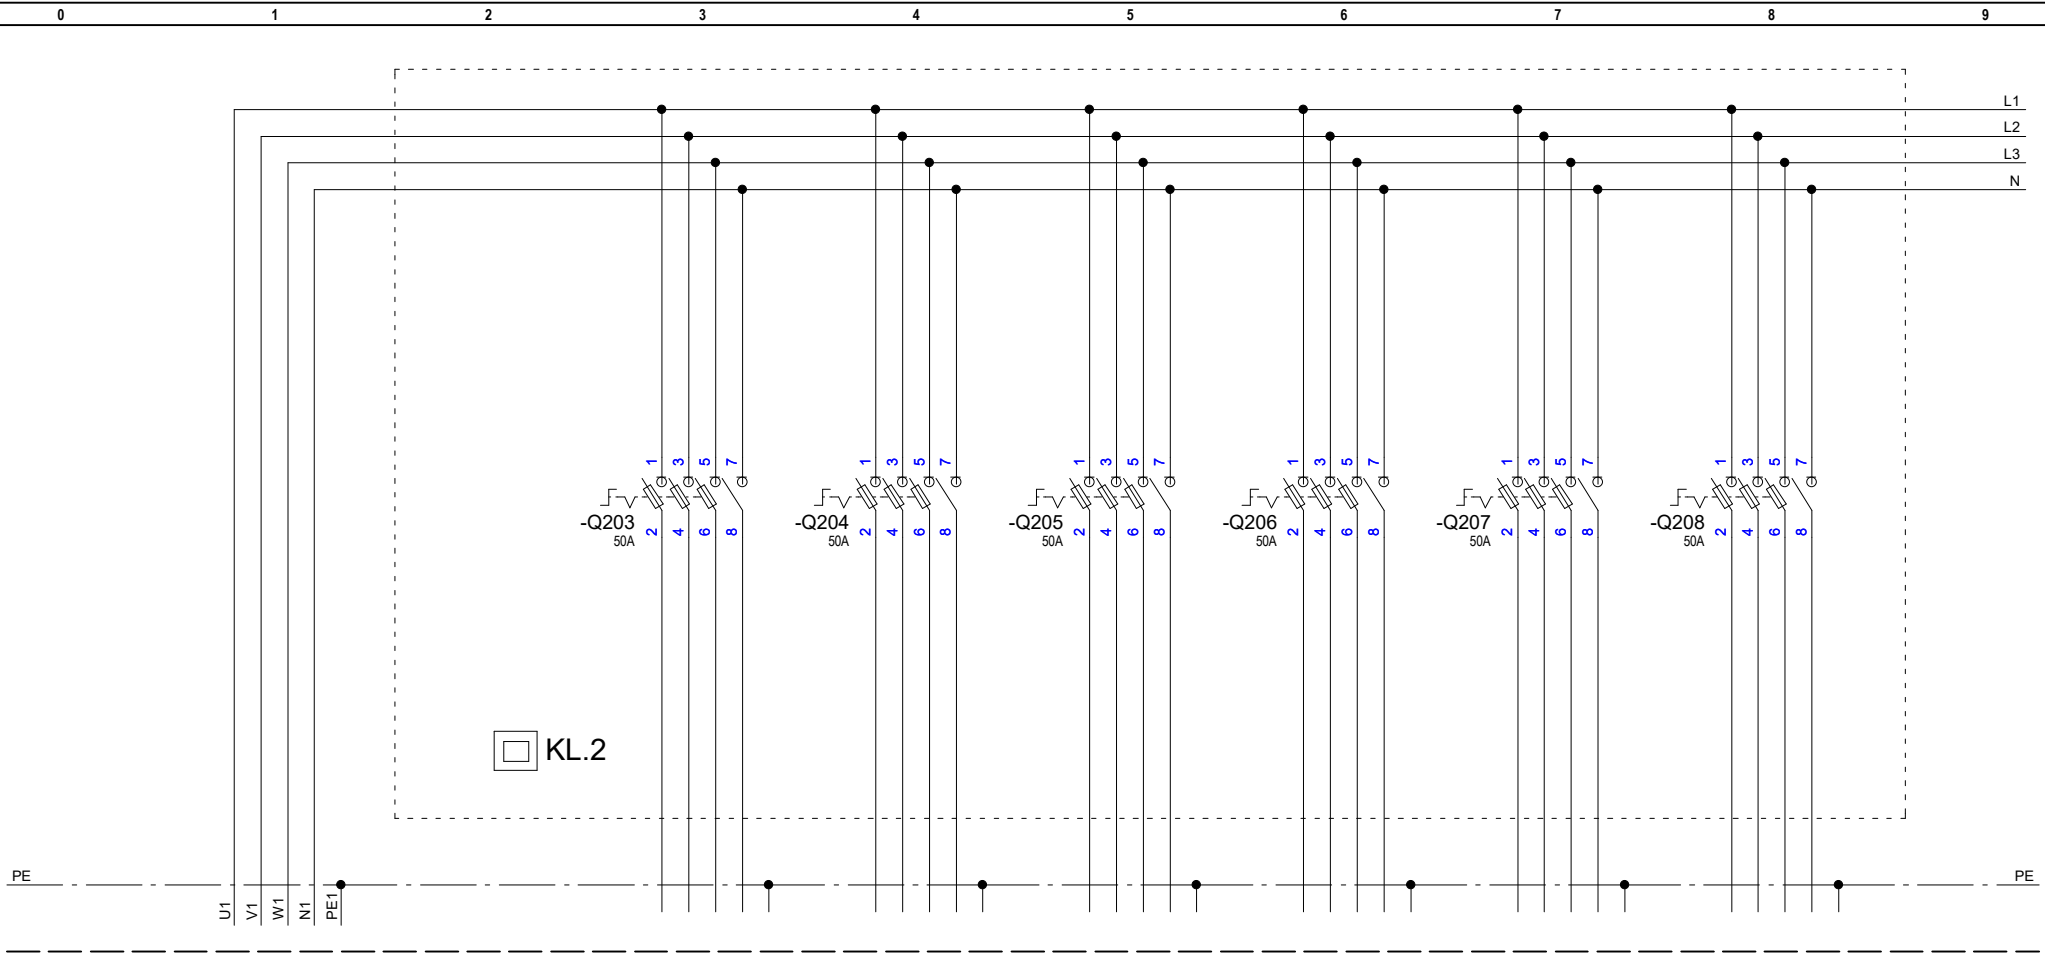 0 1 2 3 4 5 6 7 8 9
L1
L2
L3
N
1 3 5 7 1 3 5 7 1 3 5 7 1 3 5 7 1 3 5 7 1 3 5 7
-Q203 -Q204 -Q205 -Q206 -Q207 -Q208
50A 50A 50A 50A 50A 50A
2 4 6 8 2 4 6 8 2 4 6 8 2 4 6 8 2 4 6 8 2 4 6 8
KL.2
PE PE
U1 V1 W1 N1 PE1